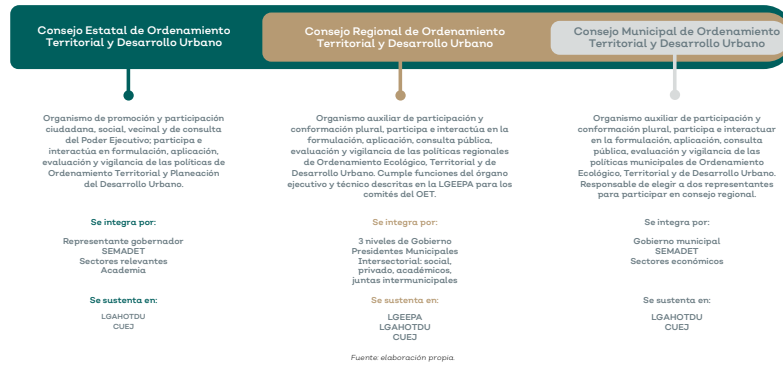 Consejo Estatal de Ordenamiento
Territorial y Desarrollo Urbano
Organismo de promoción y participación
ciudadana, social, vecinal y de consulta
del Poder Ejecutivo; participa e
interactúa en formulación, aplicación,
evaluación y vigilancia de las políticas de
Ordenamiento Territorial y Planeación
del Desarrollo Urbano.
Se integra por:
Representante gobernador
SEMADET
Sectores relevantes
Academia
Se sustenta en:
LGAHOTDU
CUEJ
Consejo Regional de Ordenamiento
Territorial y Desarrollo Urbano
Organismo auxiliar de participación y
conformación plural, participa e interactúa en la
formulación, aplicación, consulta pública,
evaluación y vigilancia de las políticas regionales
de Ordenamiento Ecológico, Territorial y de
Desarrollo Urbano. Cumple funciones del órgano
ejecutivo y técnico descritas en la LGEEPA para los
comités del OET.
Se integra por:
3 niveles de Gobierno
Presidentes Municipales
Intersectorial: social,
privado, académicos,
juntas intermunicipales
Se sustenta en:
LGEEPA
LGAHOTDU
CUEJ
Consejo Municipal de Ordenamiento
Territorial y Desarrollo Urbano
Organismo auxiliar de participación y
conformación plural, participa e interactuar
en la formulación, aplicación, consulta
pública, evaluación y vigilancia de las
políticas municipales de Ordenamiento
Ecológico, Territorial y de Desarrollo Urbano.
Responsable de elegir a dos representantes
para participar en consejo regional.
Se integra por:
Gobierno municipal
SEMADET
Sectores económicos
Se sustenta en:
LGAHOTDU
CUEJ
Fuente: elaboración propia.